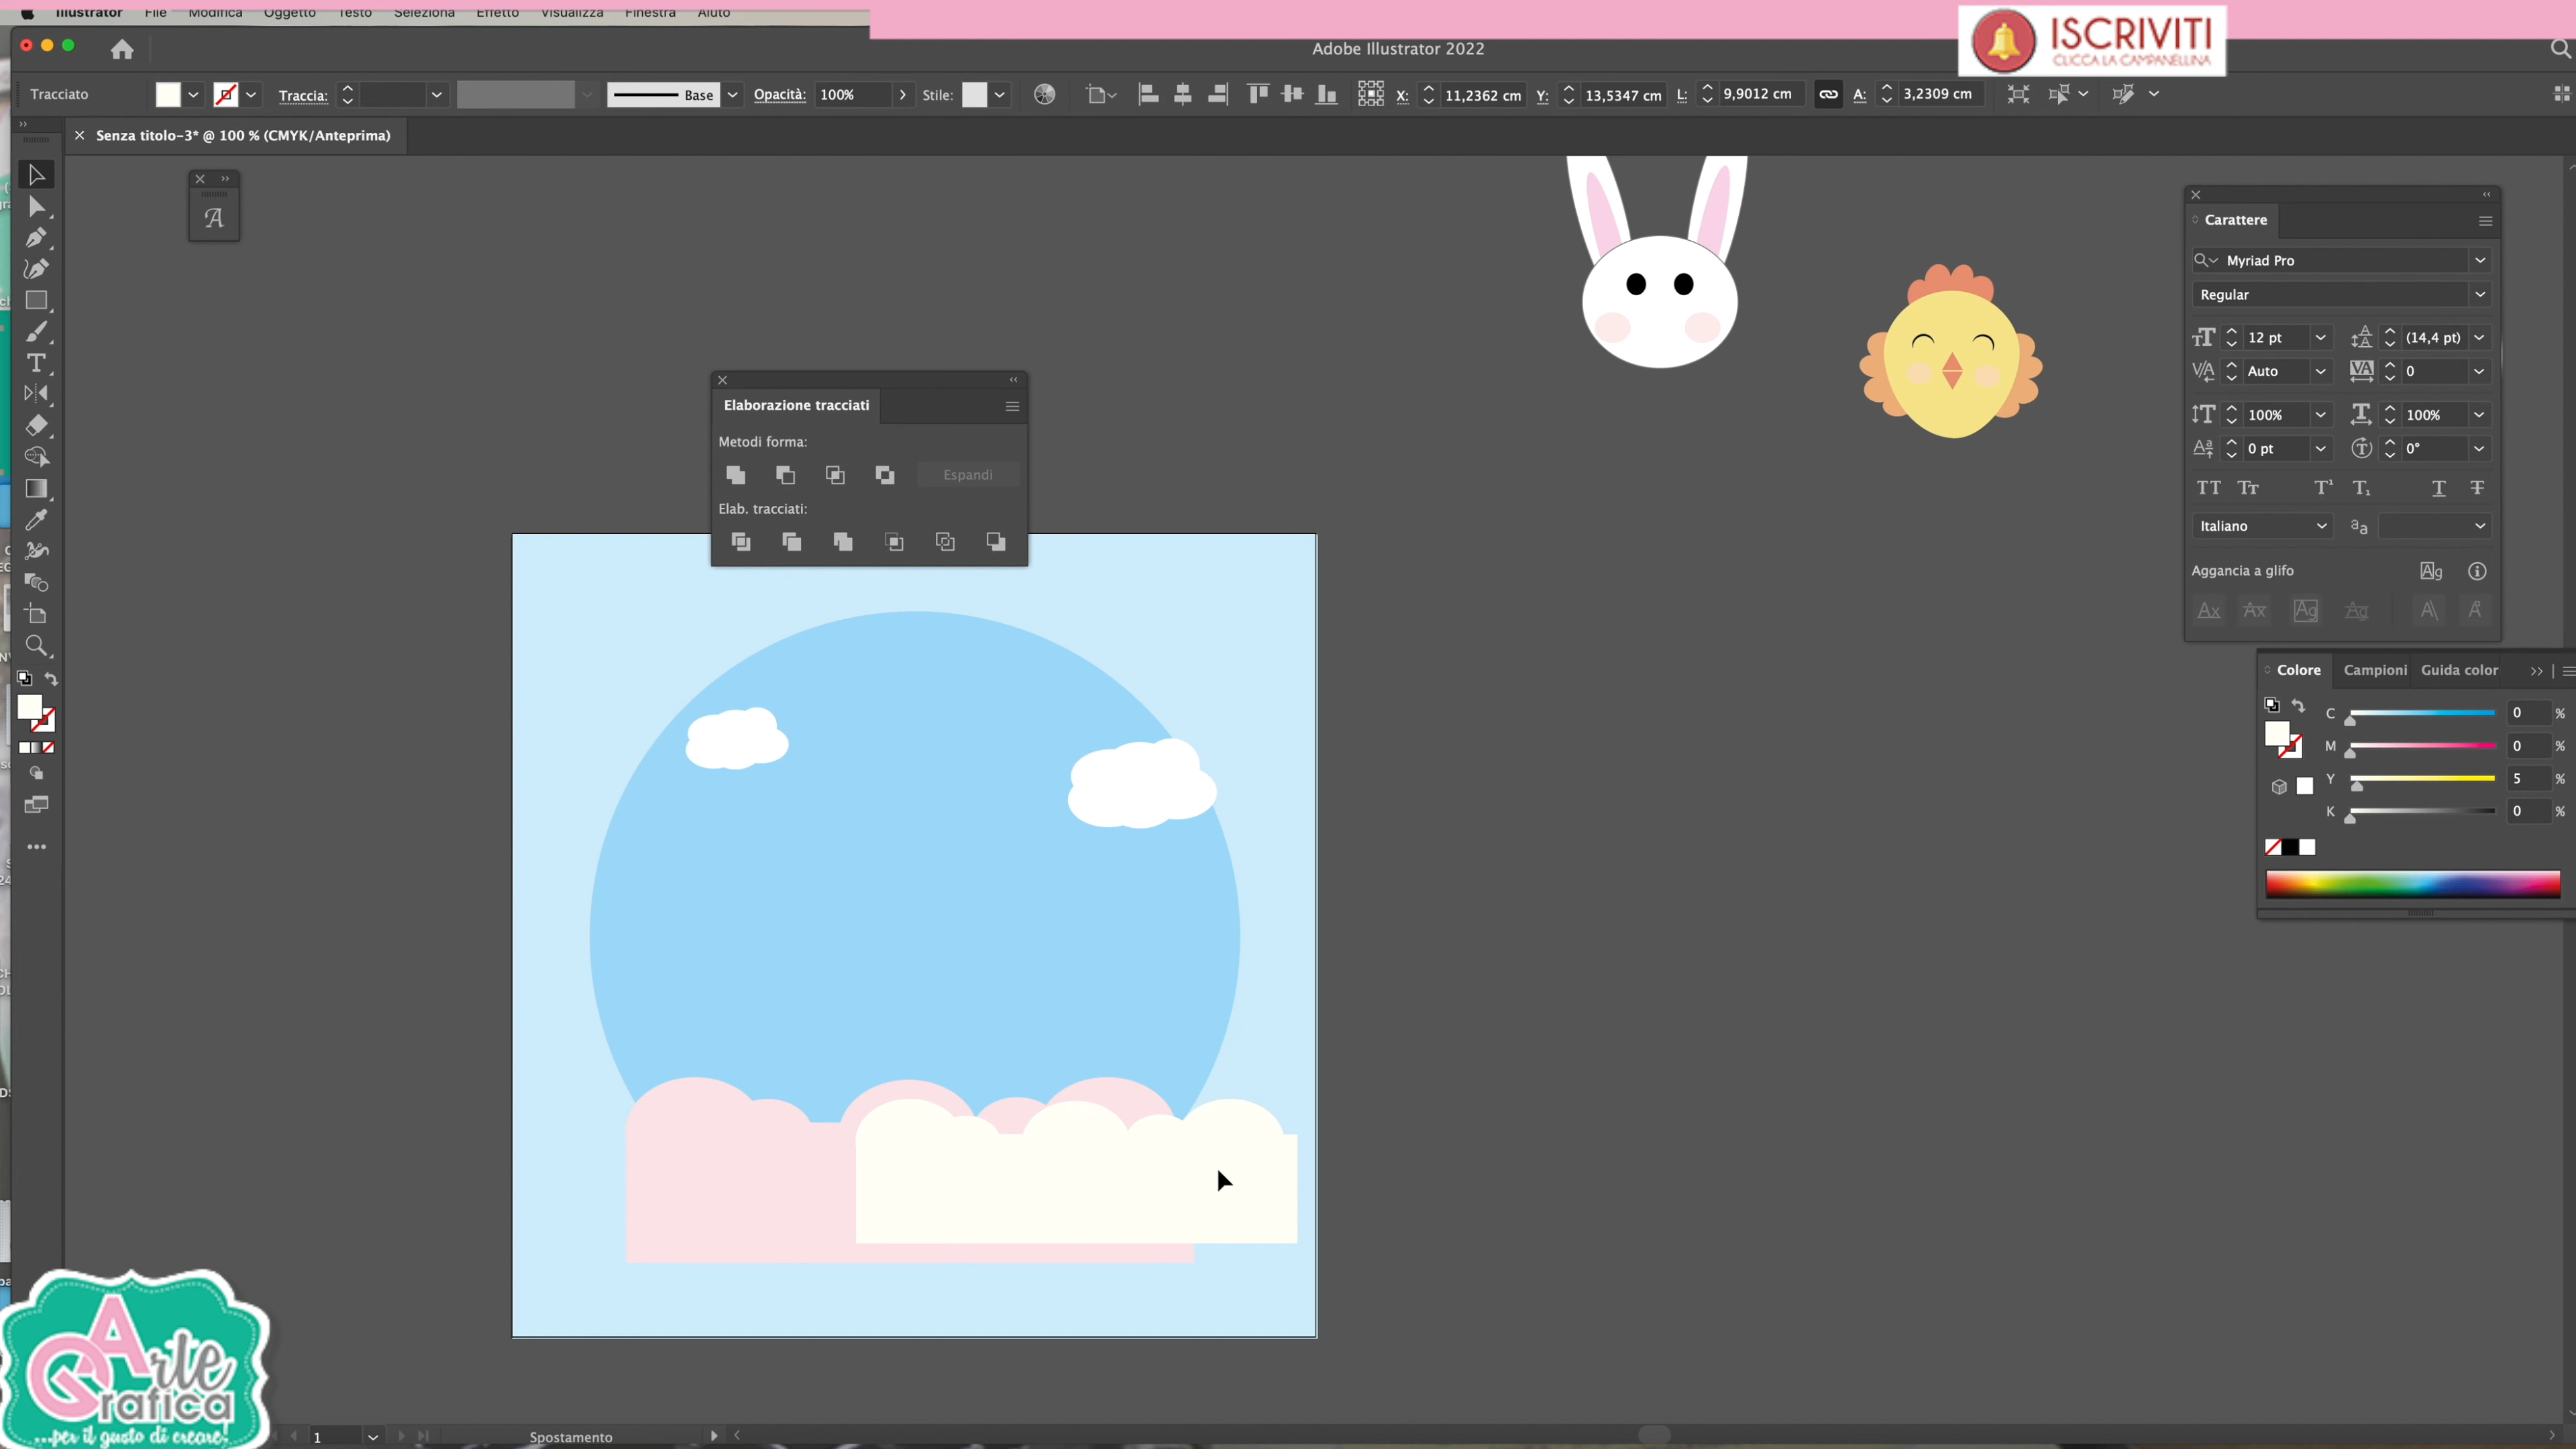 Illustrator File Modifica Oggetto Testo Seleziona Effetto Visualizza Finestra Aiuto
ISCRIVITI
CLICCA LA CAMPANELLINA
Adobe Illustrator 2022
Tracciato Traccia: Base Opacità: 100% Stile: X: 11,2362 cm Y: 13,5347 cm L: 9,9012 cm A: 3,2309 cm
Senza titolo-3* @ 100 % (CMYK/Anteprima)
Carattere
Myriad Pro
Regular
12 pt (14,4 pt)
Auto 0
100% 100%
0 pt 0°
Italiano
Aggancia a glifo
Elaborazione tracciati
Metodi forma:
Espandi
Elab. tracciati:
Colore Campioni Guida color
C 0 %
M 0 %
Y 5 %
K 0 %
Arte
Grafica
...per il gusto di creare!
1 Spostamento